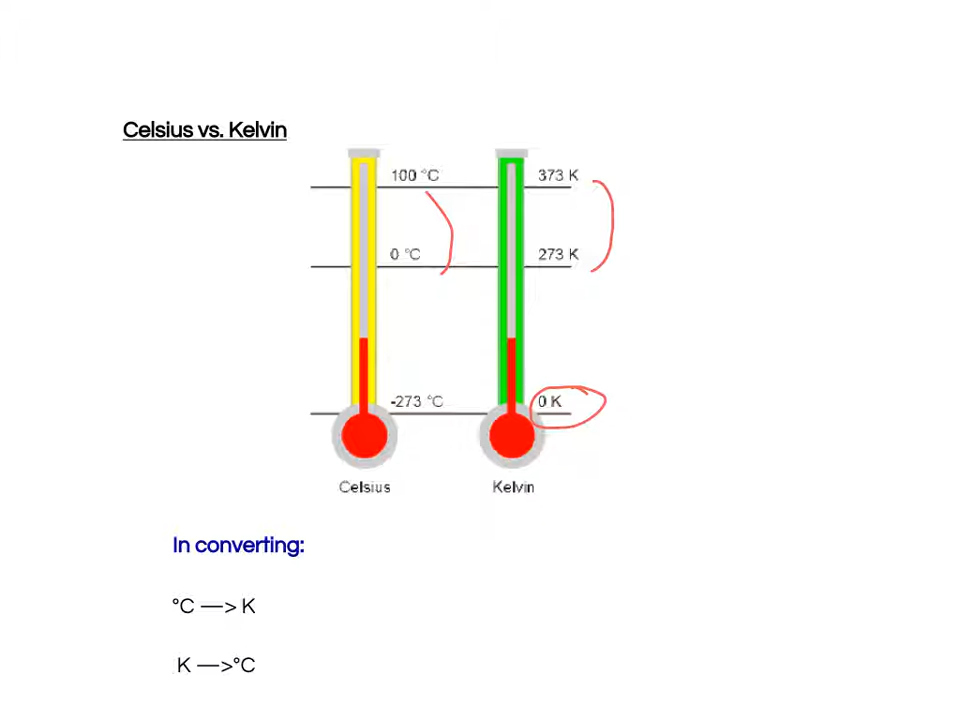 Celsius vs. Kelvin
100 °C 373 K
0 °C 273 K
-273 °C 0 K
Celsius Kelvin
In converting:
°C —> K
K —>°C